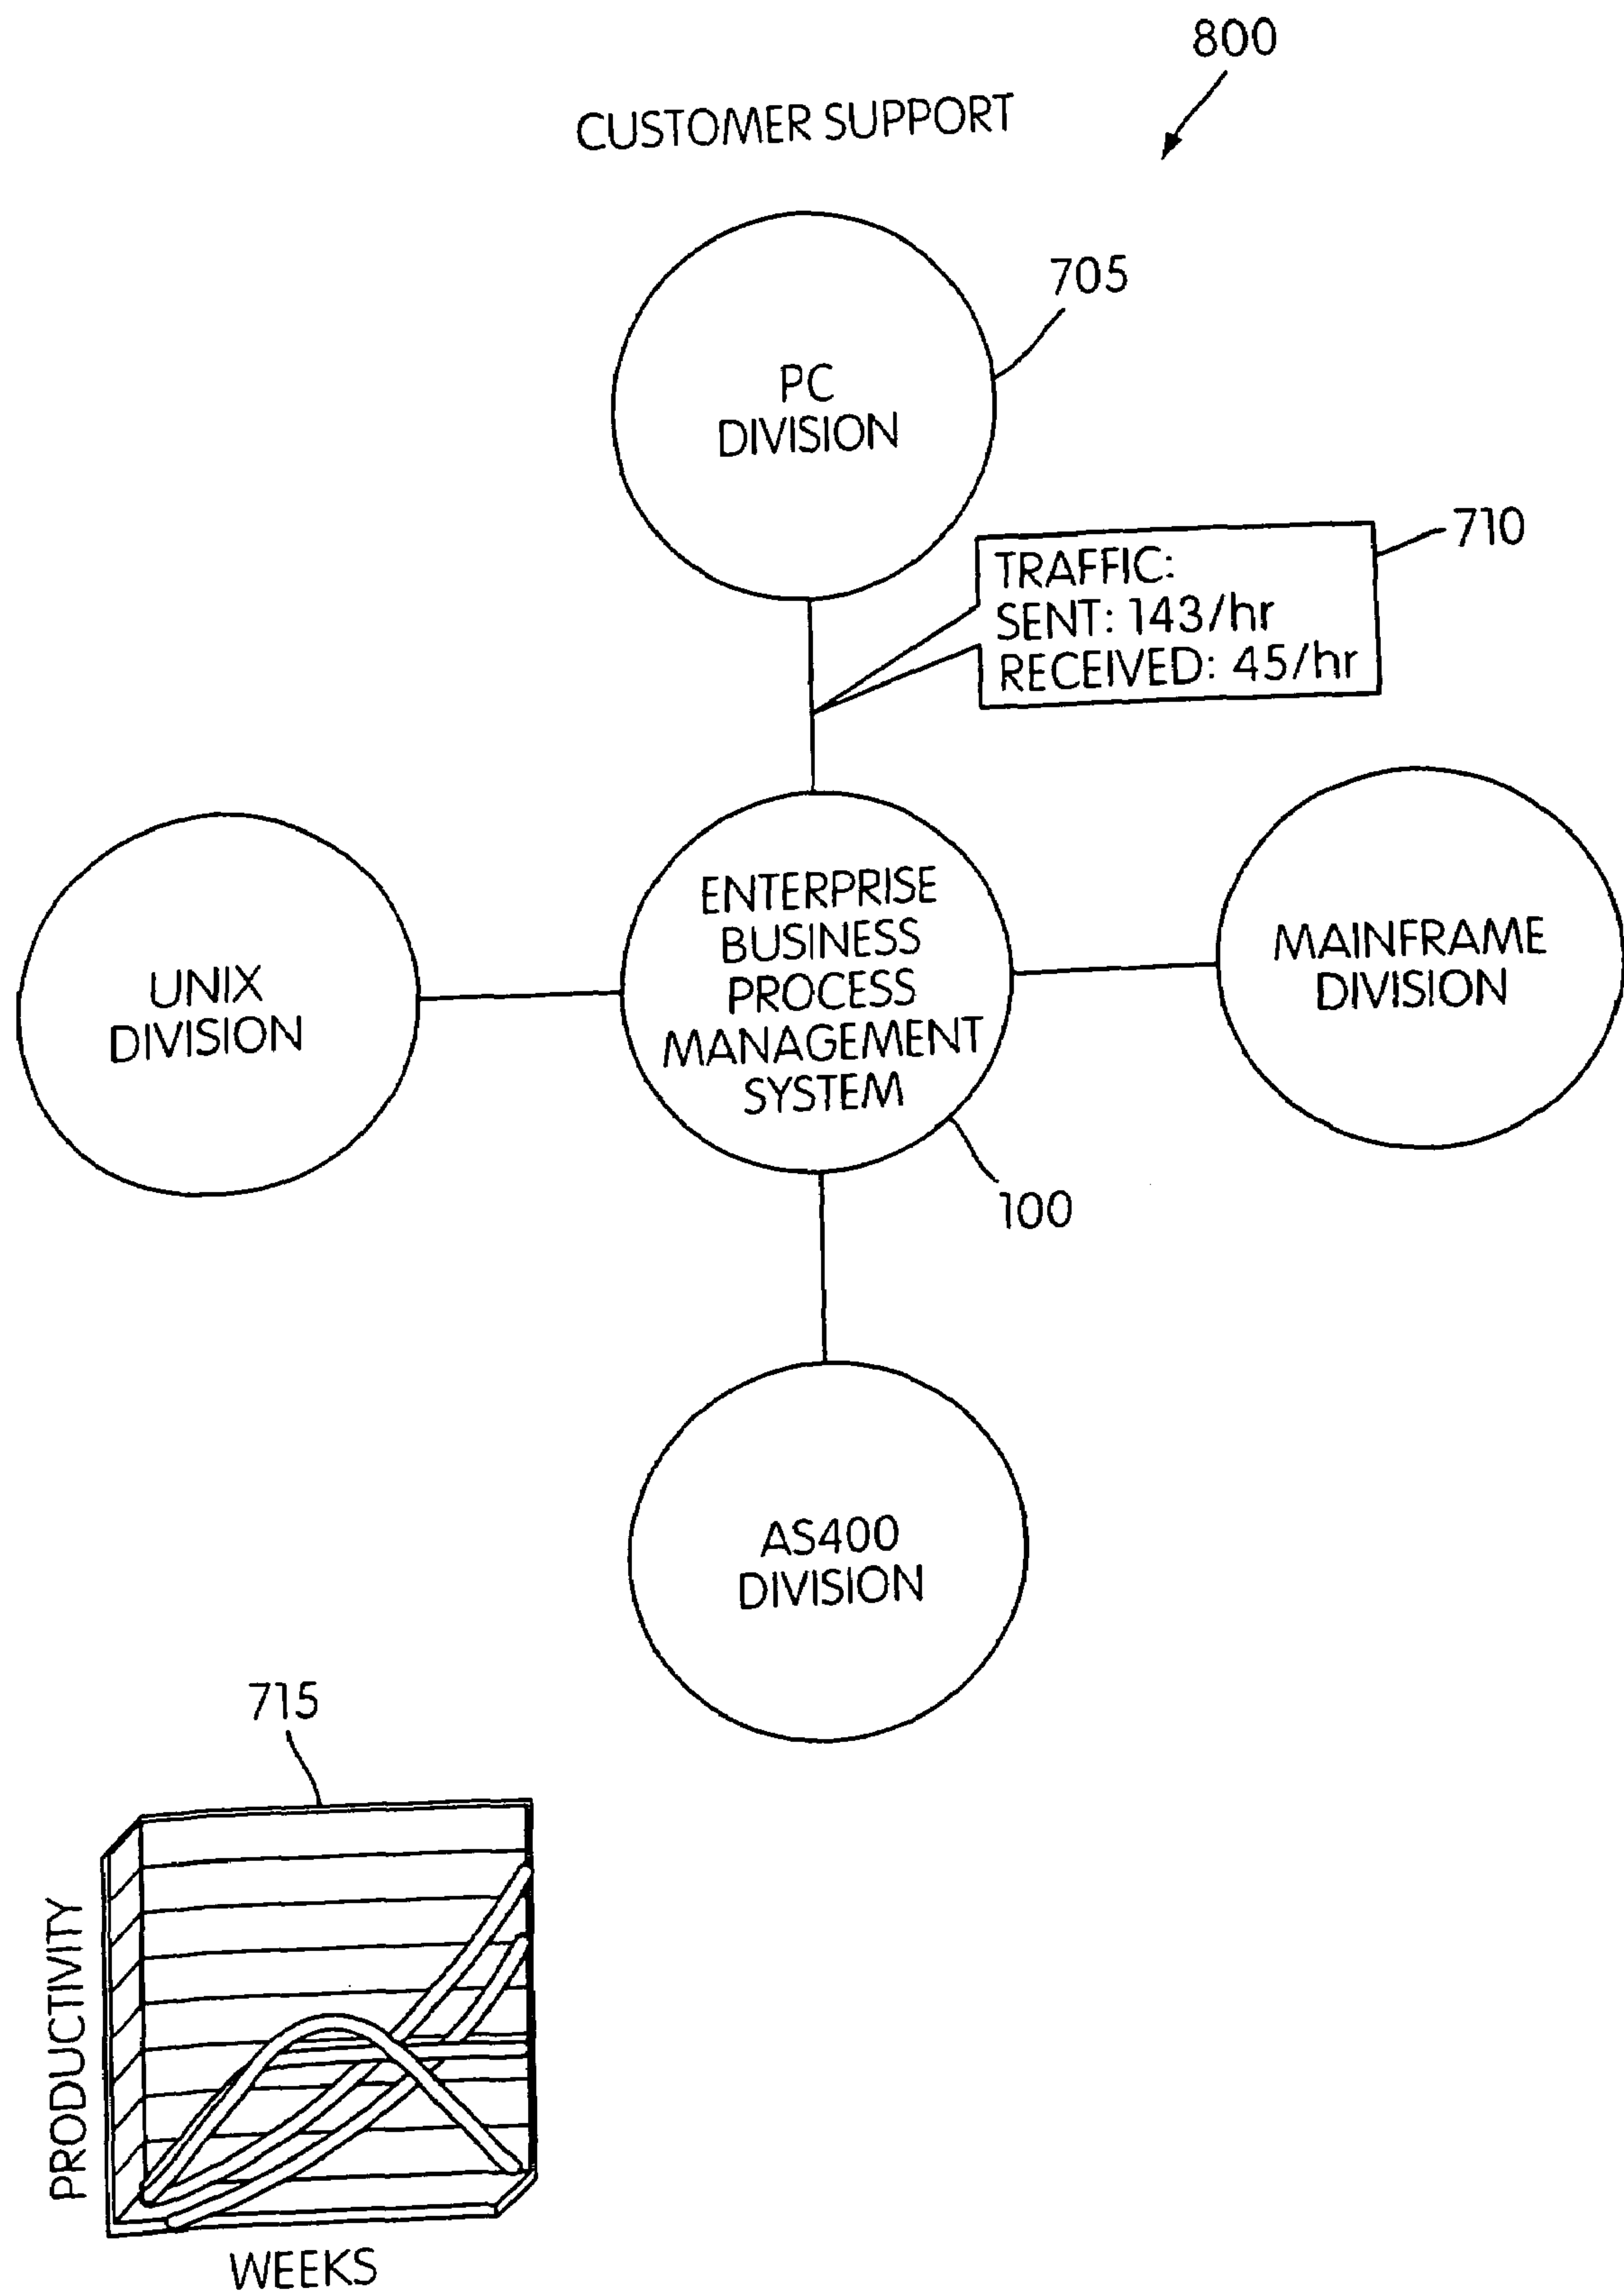 800
CUSTOMER SUPPORT
705
PC
DIVISION
710
TRAFFIC:
SENT: 143/hr
RECEIVED: 45/hr
ENTERPRISE
BUSINESS
PROCESS
MANAGEMENT
SYSTEM
MAINFRAME
DIVISION
UNIX
DIVISION
100
AS400
DIVISION
715
PRODUCTIVITY
WEEKS